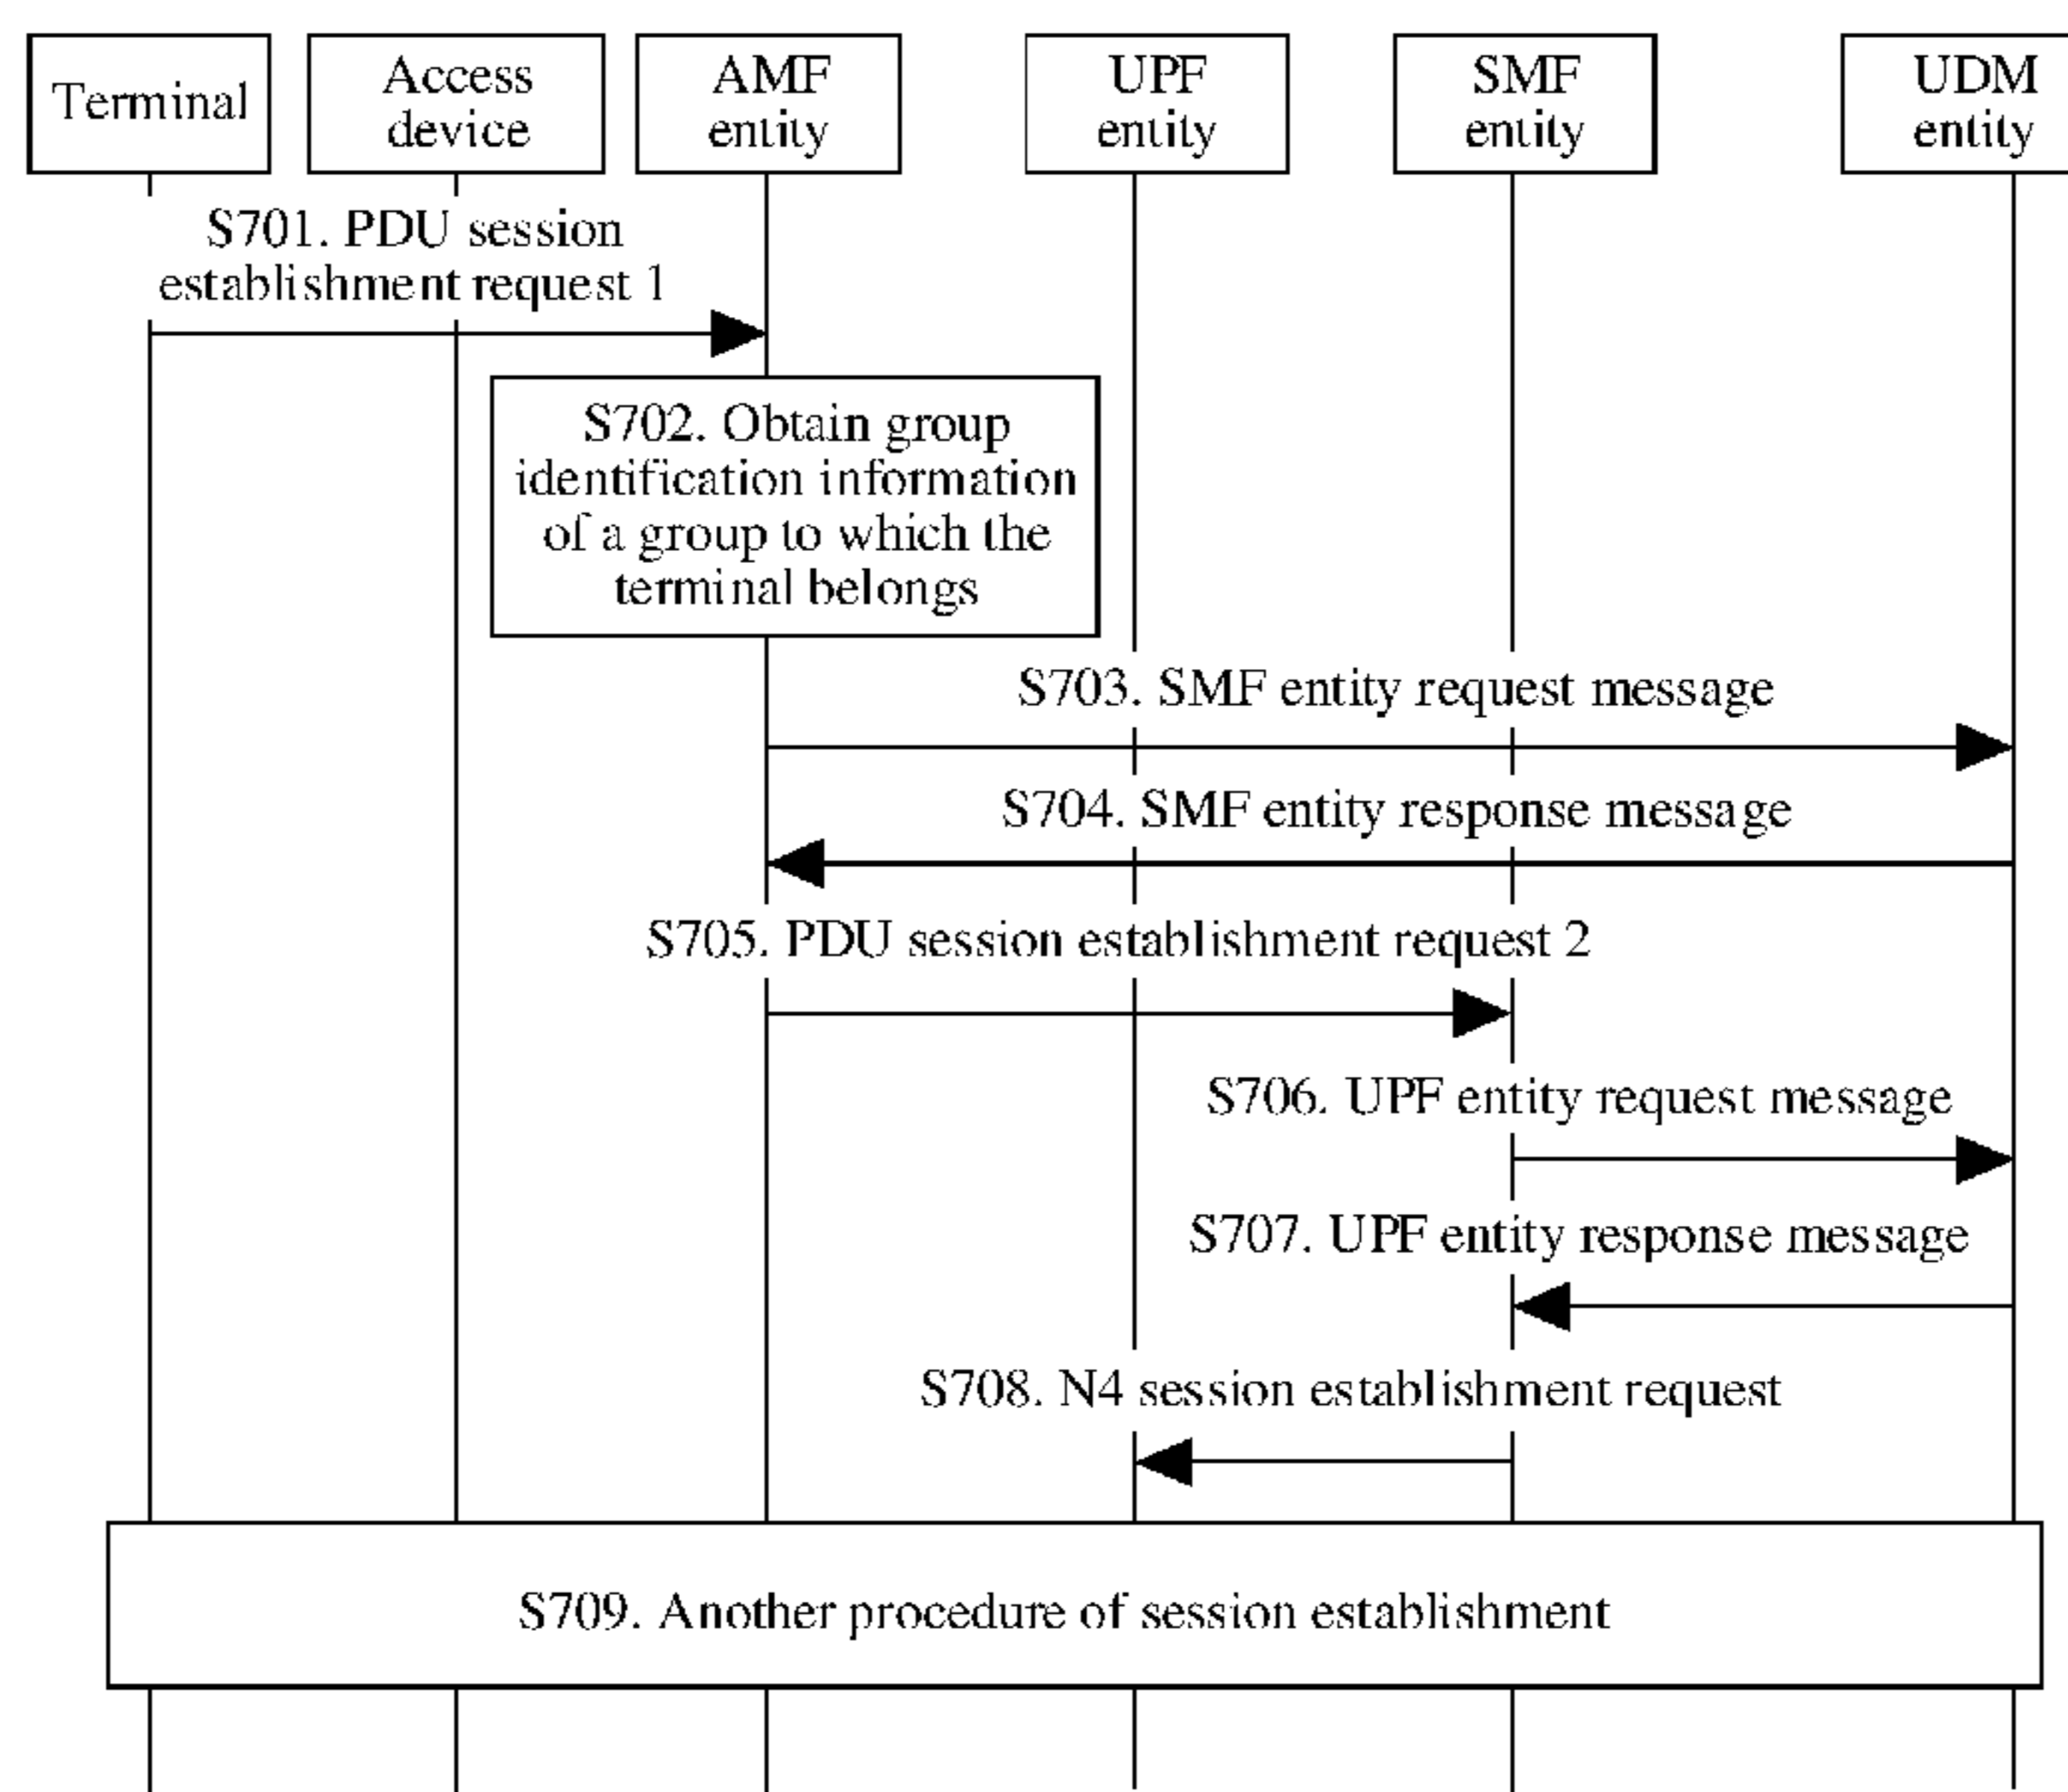 Terminal
Access
device
AMF
entity
UPF
entity
SMF
entity
UDM
entity
S701. PDU session
establishment request 1
S702. Obtain group
identification information
of a group to which the
terminal belongs
S703. SMF entity request message
S704. SMF entity response message
S705. PDU session establishment request 2
S706. UPF entity request message
S707. UPF entity response message
S708. N4 session establishment request
S709. Another procedure of session establishment